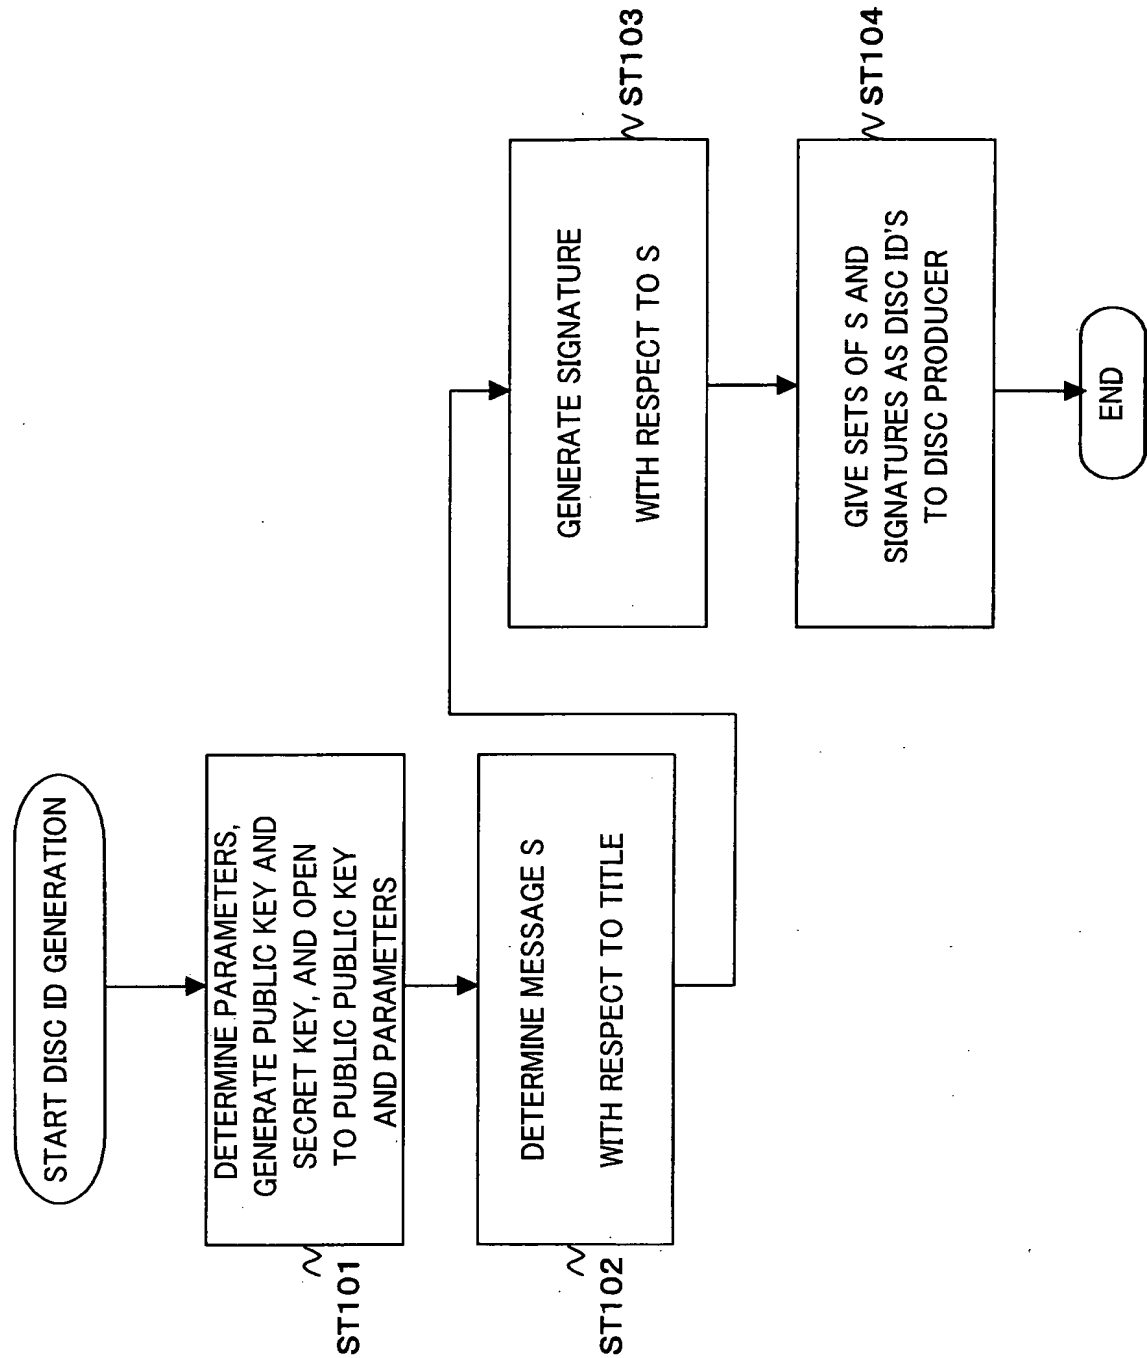 START DISC ID GENERATION
DETERMINE PARAMETERS,
GENERATE PUBLIC KEY AND
SECRET KEY, AND OPEN
TO PUBLIC PUBLIC KEY
AND PARAMETERS
ST101
DETERMINE MESSAGE S
WITH RESPECT TO TITLE
ST102
GENERATE SIGNATURE
WITH RESPECT TO S
ST103
GIVE SETS OF S AND
SIGNATURES AS DISC ID'S
TO DISC PRODUCER
ST104
END